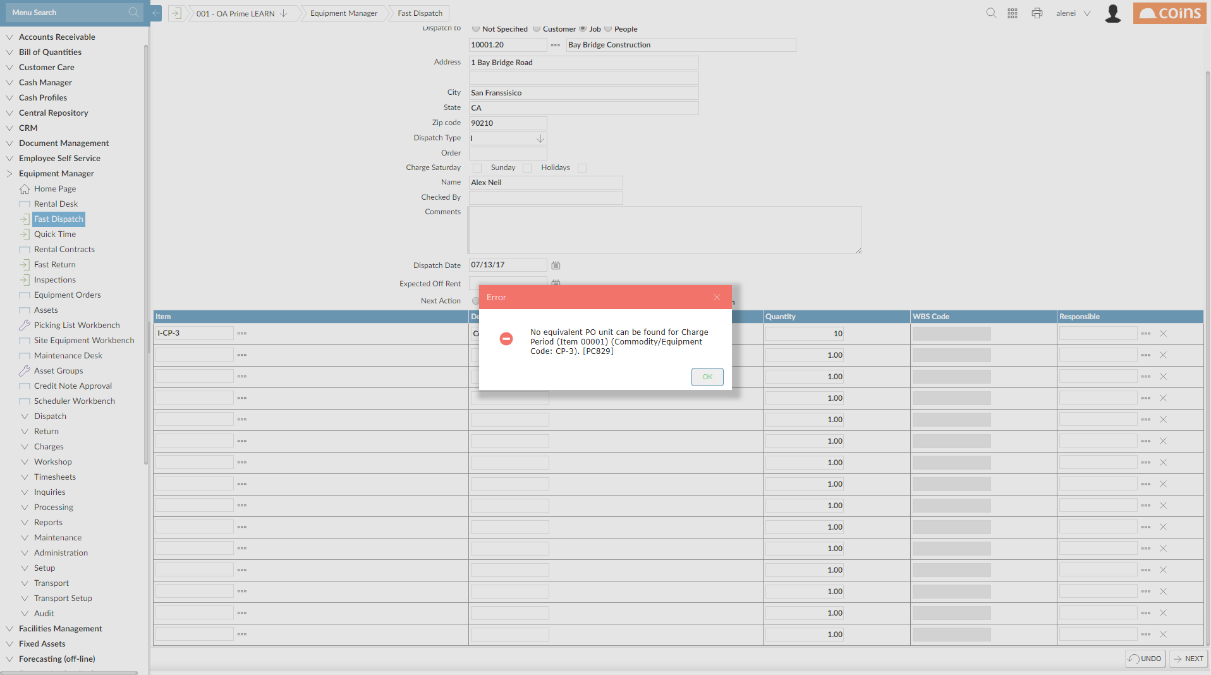 Menu Search
001 - OA Prime LEARN
Equipment Manager
Fast Dispatch
alenei
coins
Accounts Receivable
Bill of Quantities
Customer Care
Cash Manager
Cash Profiles
Central Repository
CRM
Document Management
Employee Self Service
Equipment Manager
Home Page
Rental Desk
Fast Dispatch
Quick Time
Rental Contracts
Fast Return
Inspections
Equipment Orders
Assets
Picking List Workbench
Site Equipment Workbench
Maintenance Desk
Asset Groups
Credit Note Approval
Scheduler Workbench
Dispatch
Return
Charges
Workshop
Timesheets
Inquiries
Processing
Reports
Maintenance
Administration
Setup
Transport
Transport Setup
Audit
Facilities Management
Fixed Assets
Forecasting (off-line)
Dispatch to Not Specified Customer Job People
10001.20 Bay Bridge Construction
Address 1 Bay Bridge Road
City San Franssisico
State CA
Zip code 90210
Dispatch Type I
Order
Charge Saturday Sunday Holidays
Name Alex Neil
Checked By
Comments
Dispatch Date 07/13/17
Expected Off Rent
Next Action
Error
No equivalent PO unit can be found for Charge
Period (Item 00001) (Commodity/Equipment
Code: CP-3). [PC829]
OK
Item De Quantity WBS Code Responsible
I-CP-3 10
1.00
1.00
1.00
1.00
1.00
1.00
1.00
1.00
1.00
1.00
1.00
1.00
1.00
1.00
UNDO NEXT